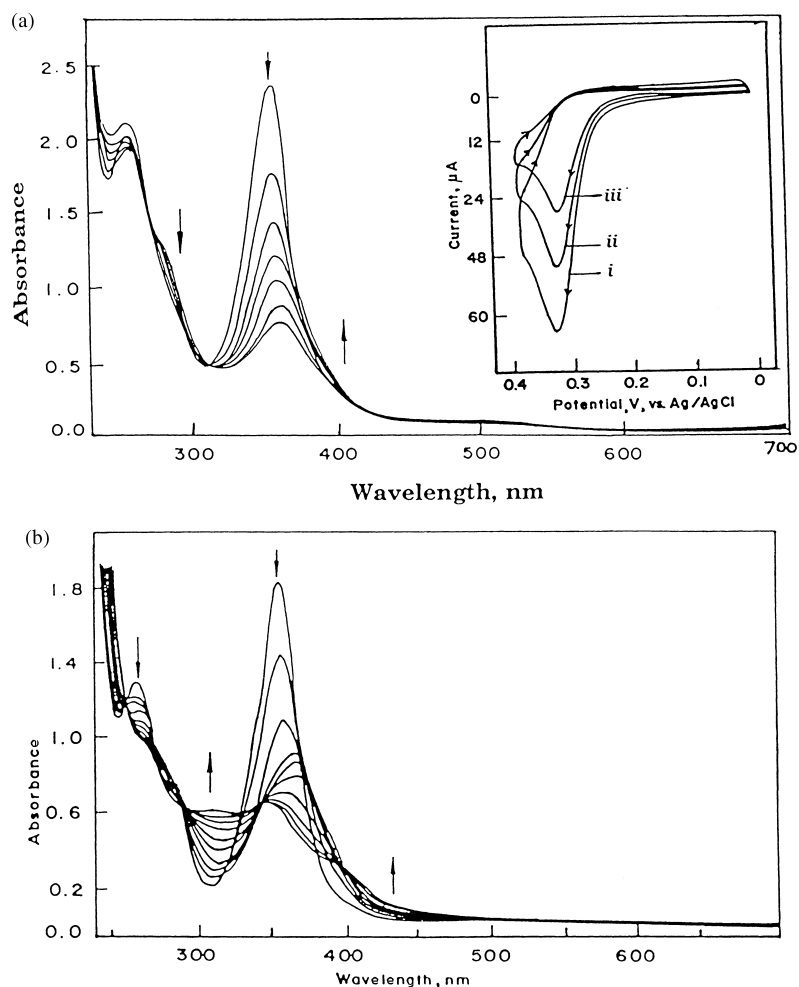 (a)
2.5
2.0
1.5
1.0
0.5
0.0
Absorbance
300
400
500
600
700
Wavelength, nm
0
12
24
48
60
Current, µA
iii
ii
i
0.4
0.3
0.2
0.1
0
Potential, V, vs. Ag/AgCl
(b)
1.8
1.4
1.0
0.6
0.2
0.0
Absorbance
300
400
500
600
Wavelength, nm